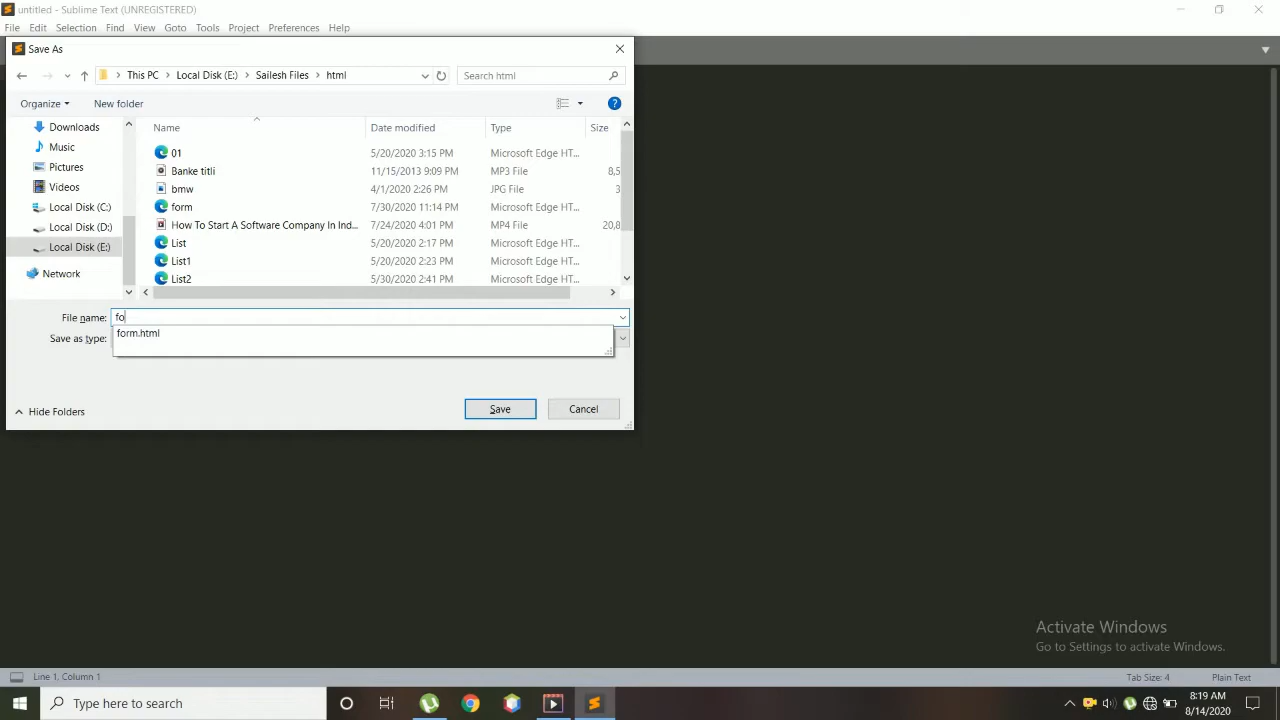 untitled - Sublime Text (UNREGISTERED)
File Edit Selection Find View Goto Tools Project Preferences Help
Save As
This PC > Local Disk (E:) > Sailesh Files > html
Search html
Organize
New folder
Name Date modified Type Size
Downloads
Music
Pictures
Videos
Local Disk (C:)
Local Disk (D:)
Local Disk (E:)
Network
01 5/20/2020 3:15 PM Microsoft Edge HT...
Banke titli 11/15/2013 9:09 PM MP3 File 8,5
bmw 4/1/2020 2:26 PM JPG File 3
form 7/30/2020 11:14 PM Microsoft Edge HT...
How To Start A Software Company In Ind... 7/24/2020 4:01 PM MP4 File 20,8
List 5/20/2020 2:17 PM Microsoft Edge HT...
List1 5/20/2020 2:23 PM Microsoft Edge HT...
List2 5/30/2020 2:41 PM Microsoft Edge HT...
File name: fo
form.html
Save as type:
Hide Folders
Save
Cancel
Activate Windows
Go to Settings to activate Windows.
Line 1, Column 1
Tab Size: 4
Plain Text
Type here to search
8:19 AM
8/14/2020